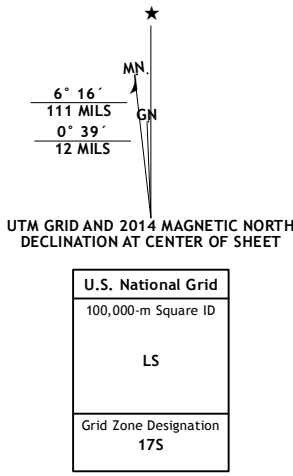 MN.
6° 16´
111 MILS
GN
0° 39´
12 MILS
UTM GRID AND 2014 MAGNETIC NORTH
DECLINATION AT CENTER OF SHEET
U.S. National Grid
100,000-m Square ID
LS
Grid Zone Designation
17S